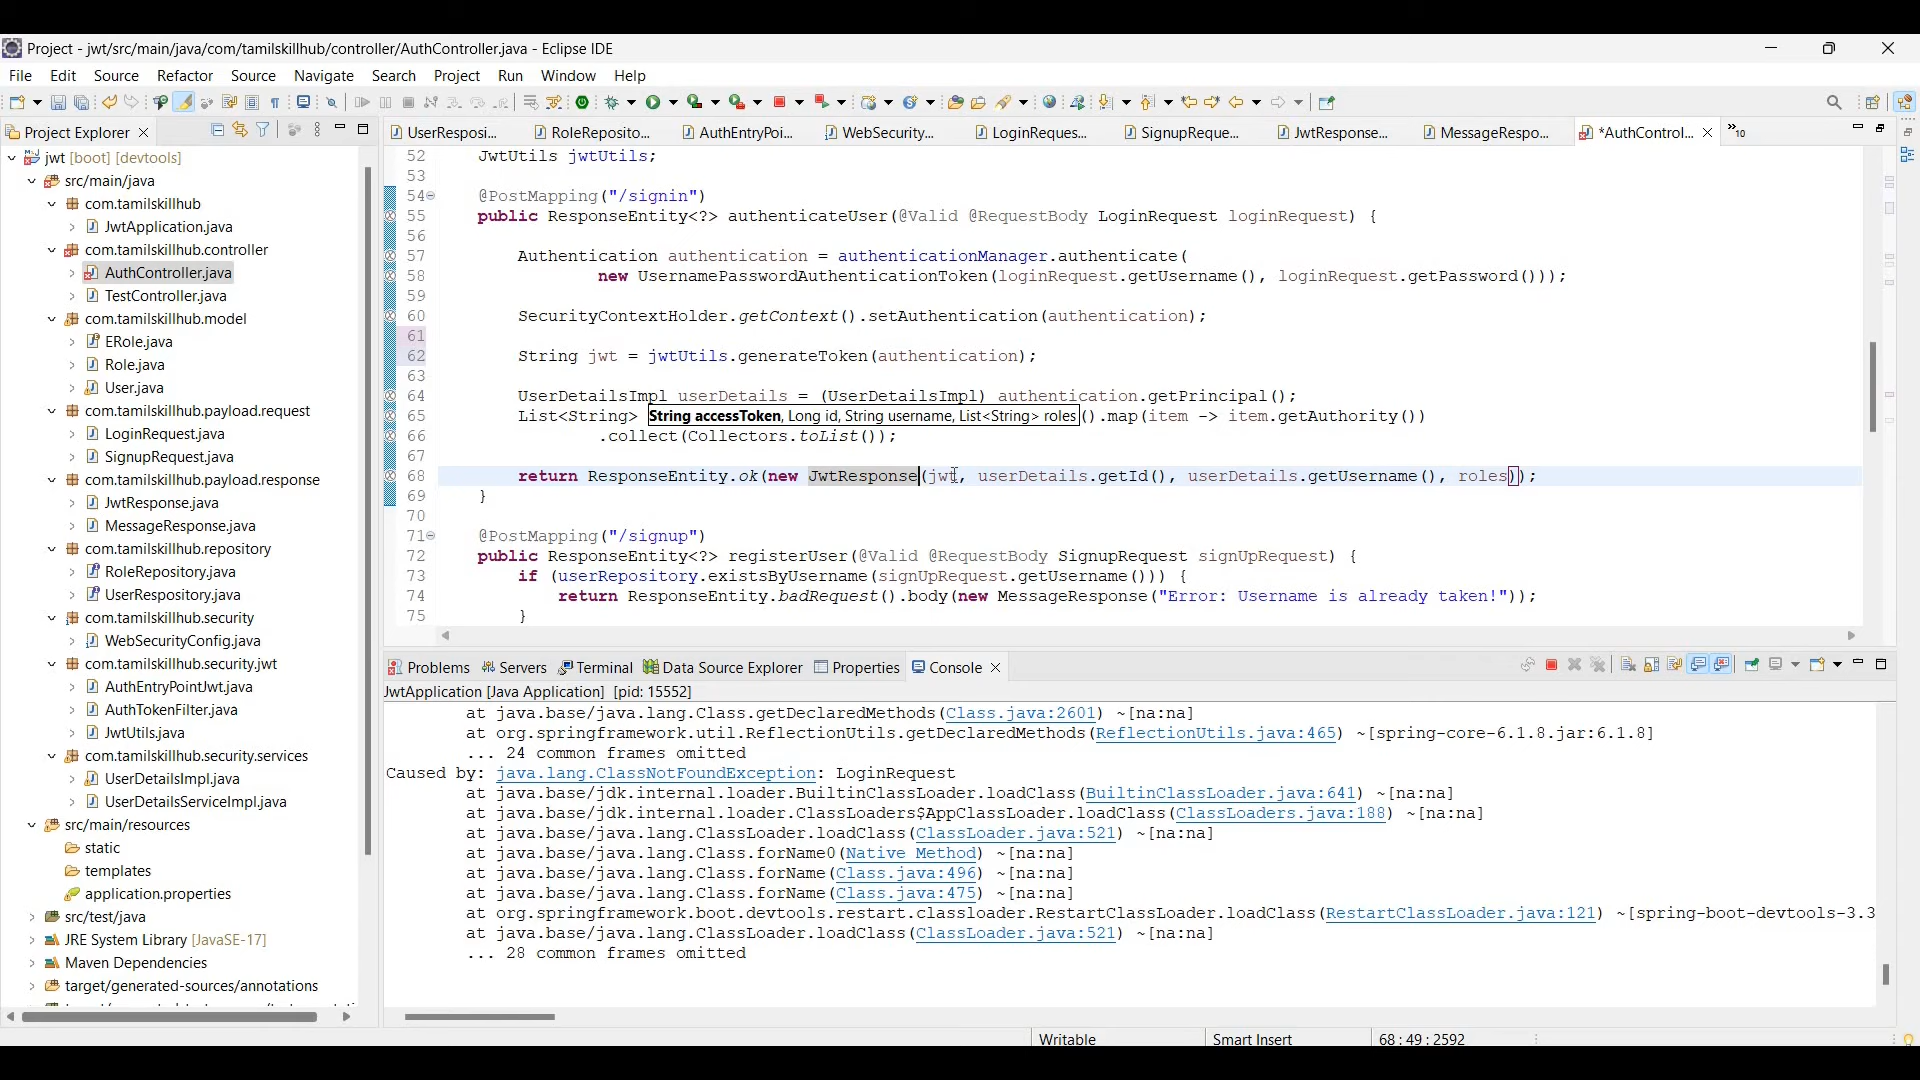 Project - jwt/src/main/java/com/tamilskillhub/controller/AuthController.java - Eclipse IDE
File Edit Source Refactor Source Navigate Search Project Run Window Help
Project Explorer
UserResposi... RoleReposito... AuthEntryPoi... WebSecurity... LoginReques... SignupReque... JwtResponse... MessageRespo... *AuthControl... »10
jwt [boot] [devtools]
src/main/java
com.tamilskillhub
JwtApplication.java
com.tamilskillhub.controller
AuthController.java
TestController.java
com.tamilskillhub.model
ERole.java
Role.java
User.java
com.tamilskillhub.payload.request
LoginRequest.java
SignupRequest.java
com.tamilskillhub.payload.response
JwtResponse.java
MessageResponse.java
com.tamilskillhub.repository
RoleRepository.java
UserRespository.java
com.tamilskillhub.security
WebSecurityConfig.java
com.tamilskillhub.security.jwt
AuthEntryPointJwt.java
AuthTokenFilter.java
JwtUtils.java
com.tamilskillhub.security.services
UserDetailsImpl.java
UserDetailsServiceImpl.java
src/main/resources
static
templates
application.properties
src/test/java
JRE System Library [JavaSE-17]
Maven Dependencies
target/generated-sources/annotations
52 JwtUtils jwtUtils;
53
54 @PostMapping("/signin")
55 public ResponseEntity<?> authenticateUser(@Valid @RequestBody LoginRequest loginRequest) {
56
57 Authentication authentication = authenticationManager.authenticate(
58 new UsernamePasswordAuthenticationToken(loginRequest.getUsername(), loginRequest.getPassword()));
59
60 SecurityContextHolder.getContext().setAuthentication(authentication);
61
62 String jwt = jwtUtils.generateToken(authentication);
63
64 UserDetailsImpl userDetails = (UserDetailsImpl) authentication.getPrincipal();
65 List<String> String accessToken, Long id, String username, List<String> roles ().map(item -> item.getAuthority())
66 .collect(Collectors.toList());
67
68 return ResponseEntity.ok(new JwtResponse(jwt, userDetails.getId(), userDetails.getUsername(), roles));
69 }
70
71 @PostMapping("/signup")
72 public ResponseEntity<?> registerUser(@Valid @RequestBody SignupRequest signUpRequest) {
73 if (userRepository.existsByUsername(signUpRequest.getUsername())) {
74 return ResponseEntity.badRequest().body(new MessageResponse("Error: Username is already taken!"));
75 }
Problems Servers Terminal Data Source Explorer Properties Console
JwtApplication [Java Application] [pid: 15552]
at java.base/java.lang.Class.getDeclaredMethods(Class.java:2601) ~[na:na]
at org.springframework.util.ReflectionUtils.getDeclaredMethods(ReflectionUtils.java:465) ~[spring-core-6.1.8.jar:6.1.8]
... 24 common frames omitted
Caused by: java.lang.ClassNotFoundException: LoginRequest
at java.base/jdk.internal.loader.BuiltinClassLoader.loadClass(BuiltinClassLoader.java:641) ~[na:na]
at java.base/jdk.internal.loader.ClassLoaders$AppClassLoader.loadClass(ClassLoaders.java:188) ~[na:na]
at java.base/java.lang.ClassLoader.loadClass(ClassLoader.java:521) ~[na:na]
at java.base/java.lang.Class.forName0(Native Method) ~[na:na]
at java.base/java.lang.Class.forName(Class.java:496) ~[na:na]
at java.base/java.lang.Class.forName(Class.java:475) ~[na:na]
at org.springframework.boot.devtools.restart.classloader.RestartClassLoader.loadClass(RestartClassLoader.java:121) ~[spring-boot-devtools-3.3
at java.base/java.lang.ClassLoader.loadClass(ClassLoader.java:521) ~[na:na]
... 28 common frames omitted
Writable Smart Insert 68 : 49 : 2592